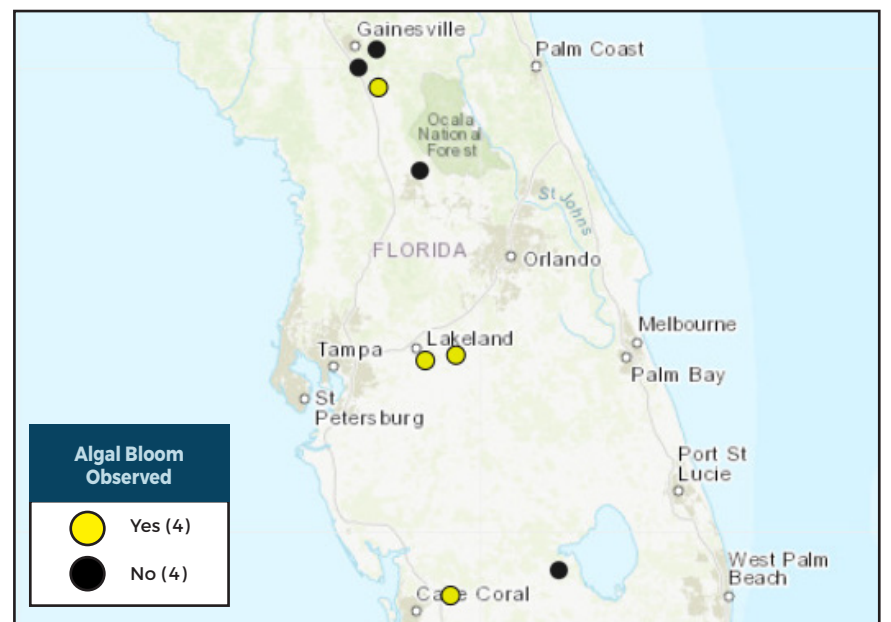 Gainesville
Palm Coast
Ocala
National
Forest
St Johns
FLORIDA
Orlando
Melbourne
Lakeland
Tampa
Palm Bay
St
Petersburg
Algal Bloom
Observed
Yes (4)
No (4)
Port St
Lucie
West Palm
Beach
Cape Coral